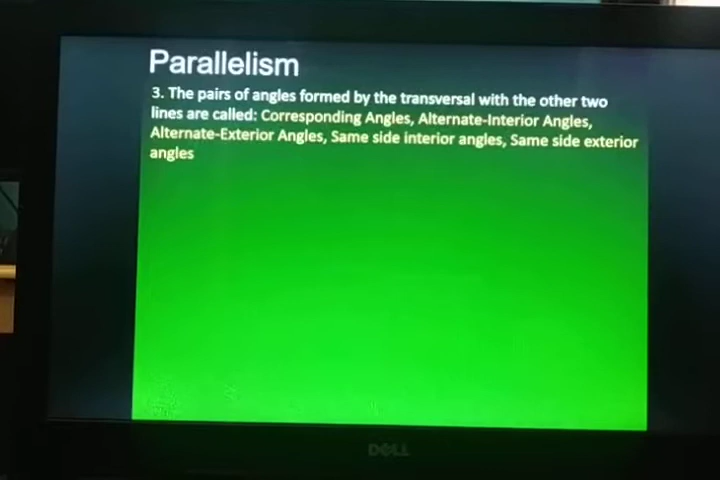 Parallelism
3. The pairs of angles formed by the transversal with the other two
lines are called: Corresponding Angles, Alternate-Interior Angles,
Alternate-Exterior Angles, Same side interior angles, Same side exterior
angles
DELL